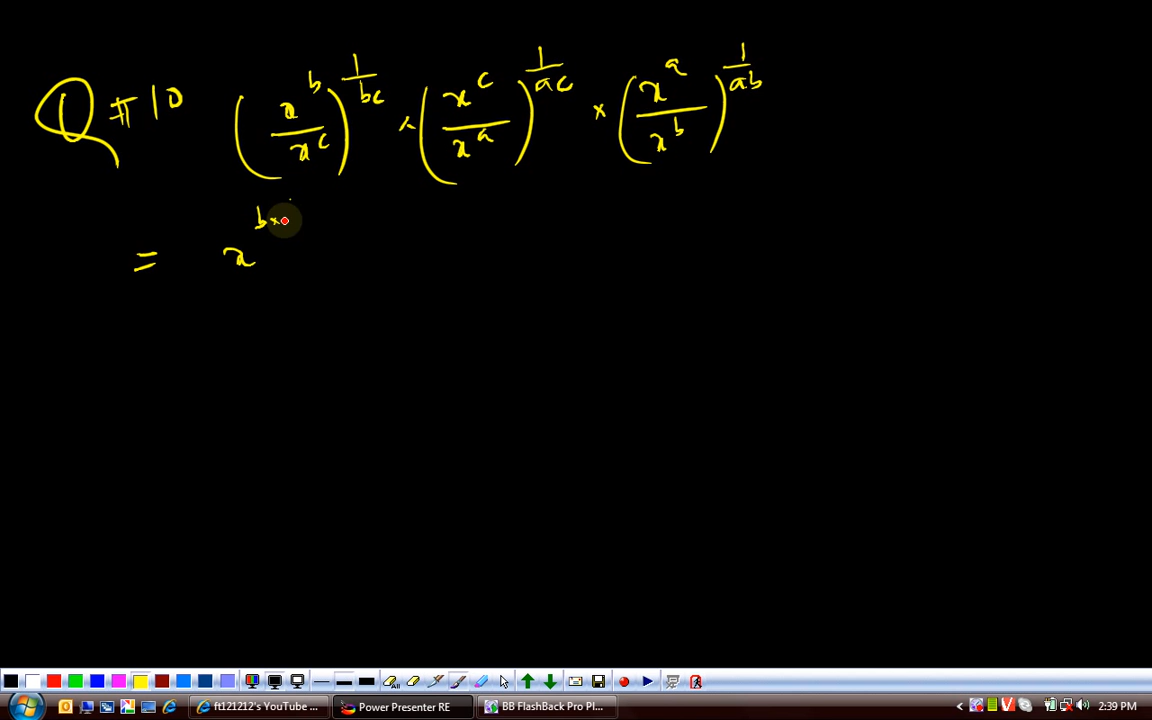 Q # 10 (x^b / x^c)^(1/bc) × (x^c / x^a)^(1/ac) × (x^a / x^b)^(1/ab)
= x^(b×
ft121212's YouTube ... Power Presenter RE BB FlashBack Pro Pl... 2:39 PM